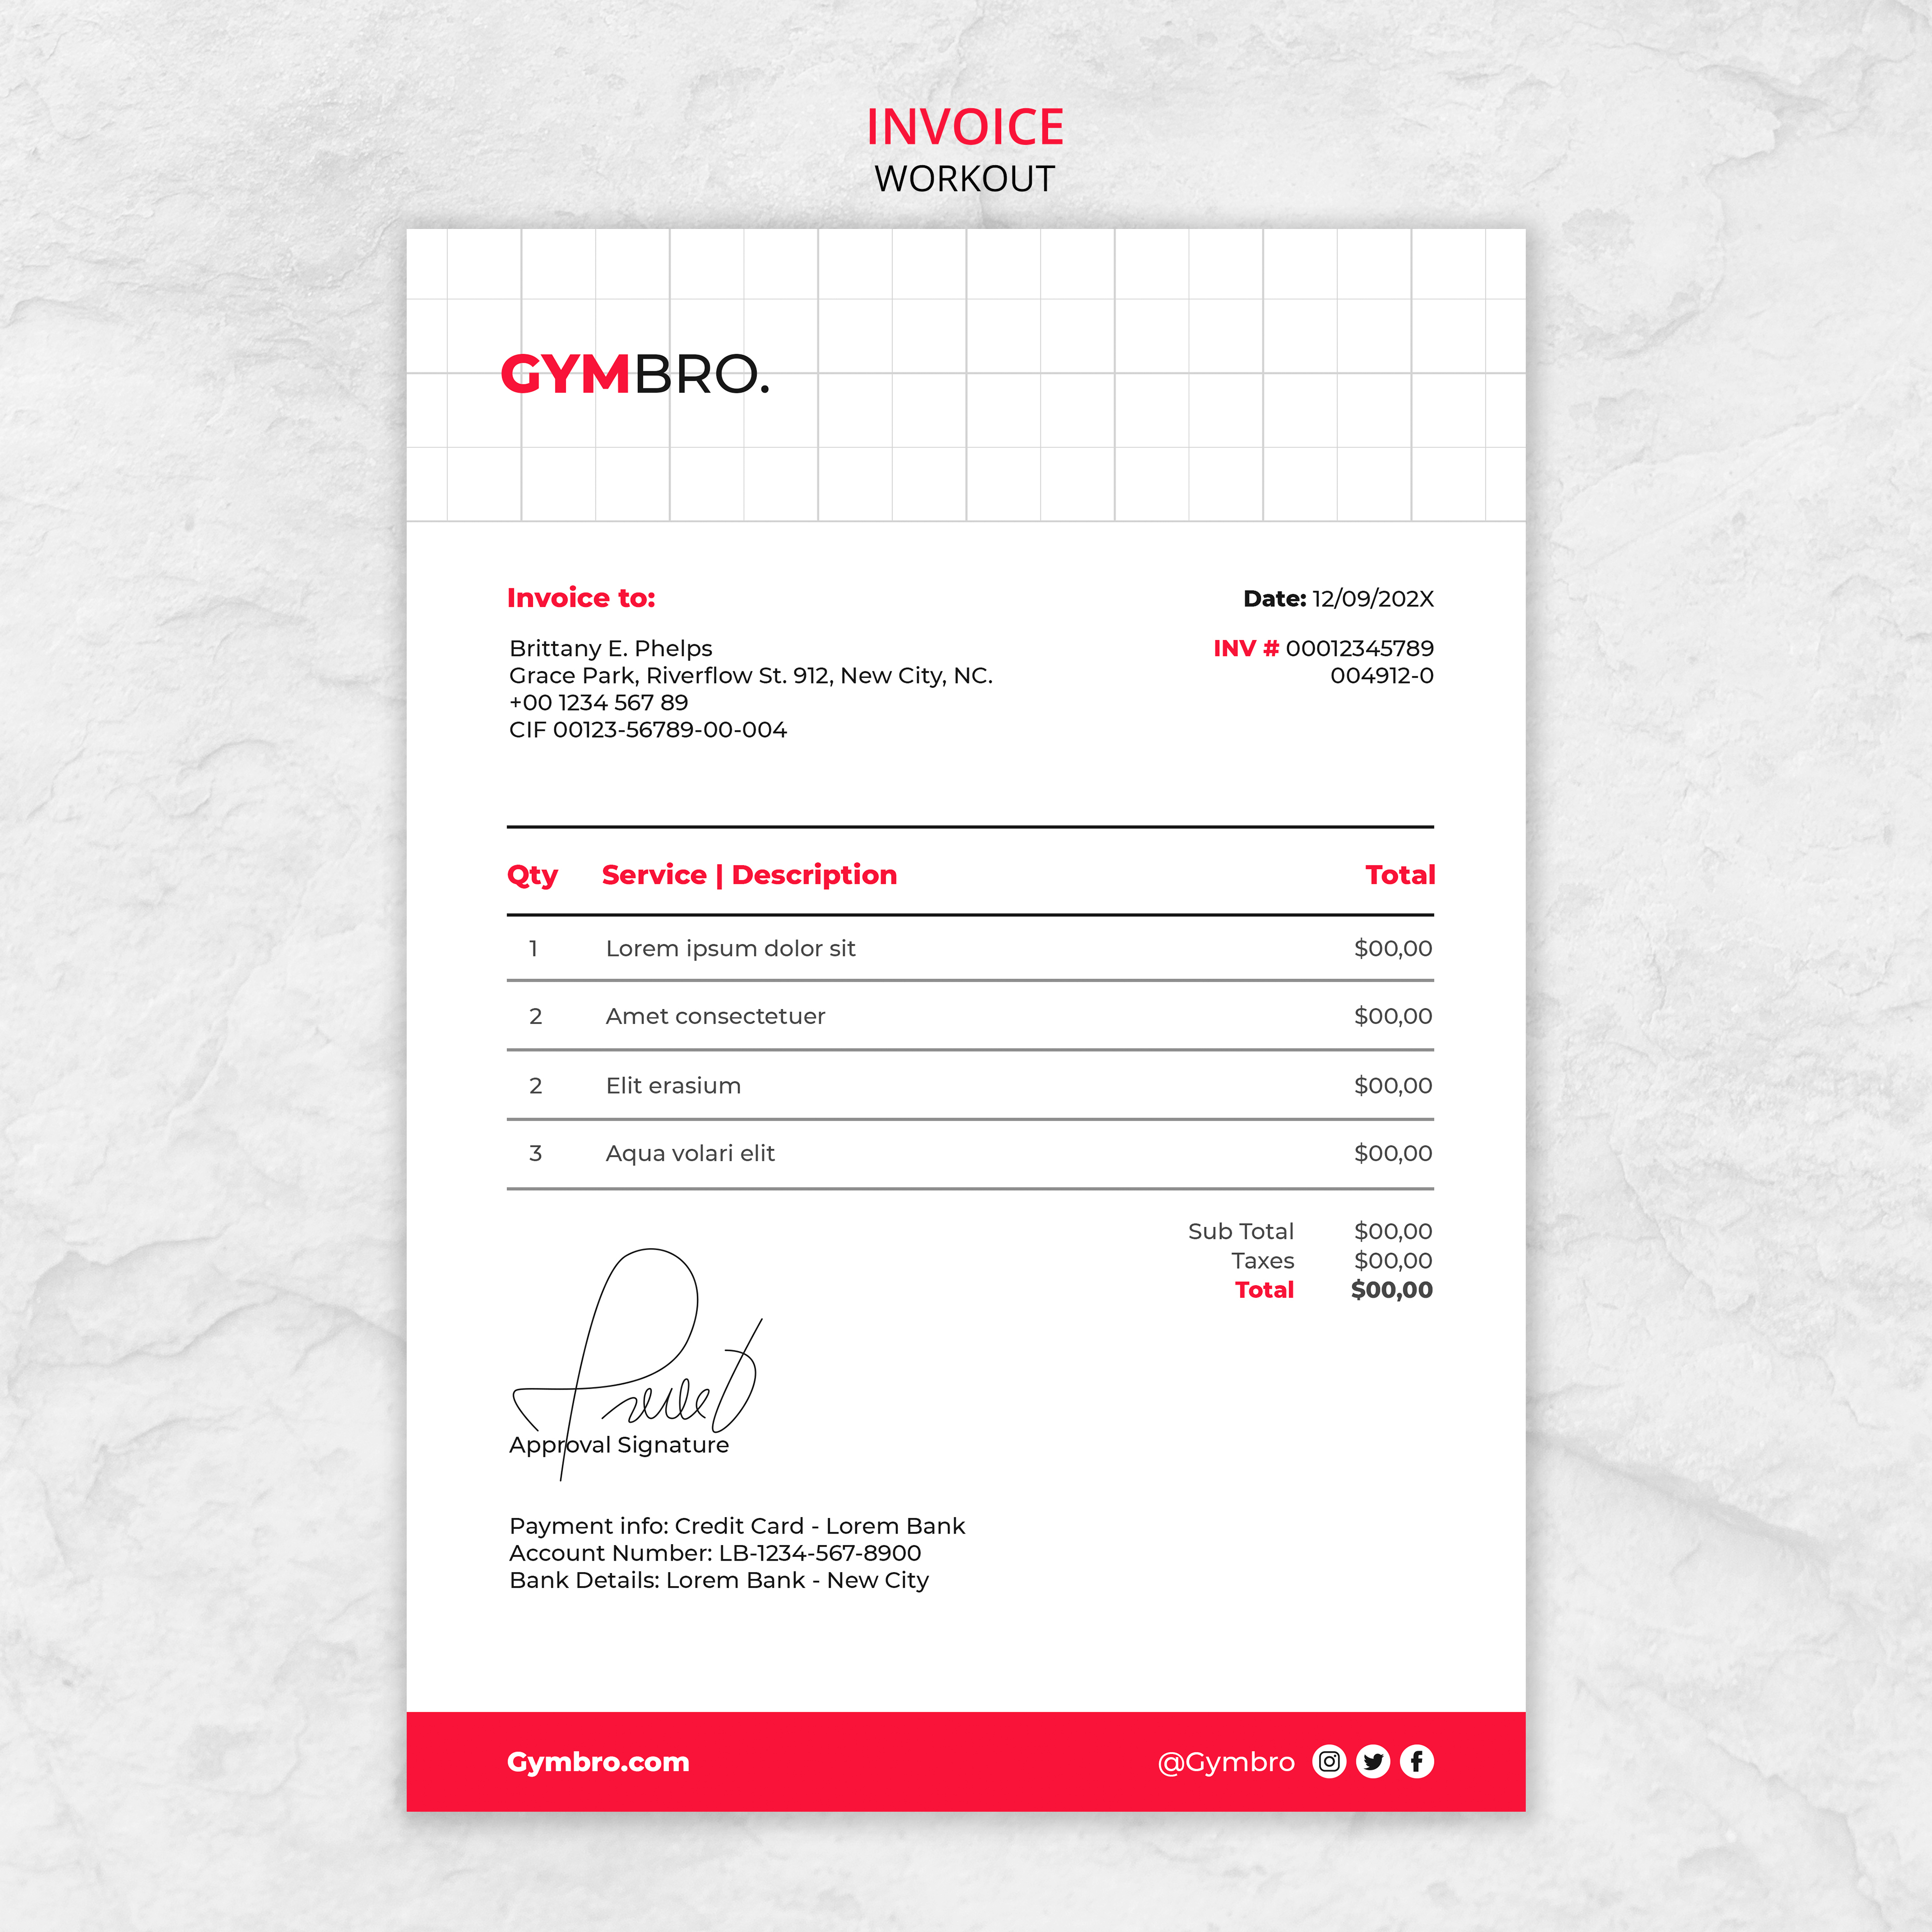 INVOICE
WORKOUT
GYMBRO.
Invoice to:
Date: 12/09/202X
Brittany E. Phelps
Grace Park, Riverflow St. 912, New City, NC.
+00 1234 567 89
CIF 00123-56789-00-004
INV # 00012345789
004912-0
Qty Service | Description Total
1 Lorem ipsum dolor sit $00,00
2 Amet consectetuer $00,00
2 Elit erasium $00,00
3 Aqua volari elit $00,00
Sub Total $00,00
Taxes $00,00
Total $00,00
Approval Signature
Payment info: Credit Card - Lorem Bank
Account Number: LB-1234-567-8900
Bank Details: Lorem Bank - New City
Gymbro.com
@Gymbro